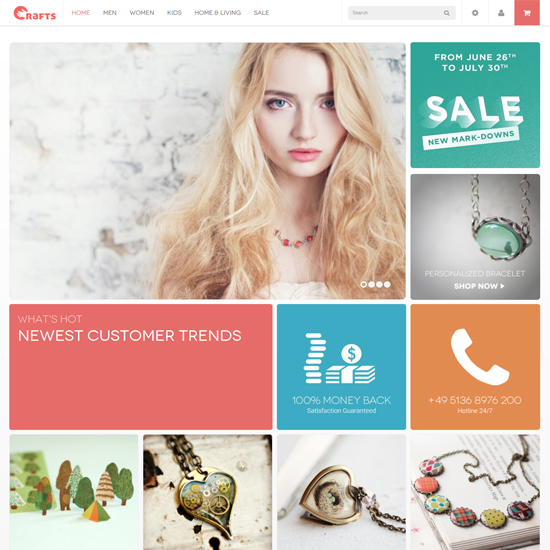 CRAFTS
HOME MEN WOMEN KIDS HOME & LIVING SALE
Search
FROM JUNE 26TH
TO JULY 30TH
SALE
NEW MARK-DOWNS
PERSONALIZED BRACELET
SHOP NOW
WHAT'S HOT
NEWEST CUSTOMER TRENDS
$
100% MONEY BACK
Satisfaction Guaranteed
+49 5136 8976 200
Hotline 24/7